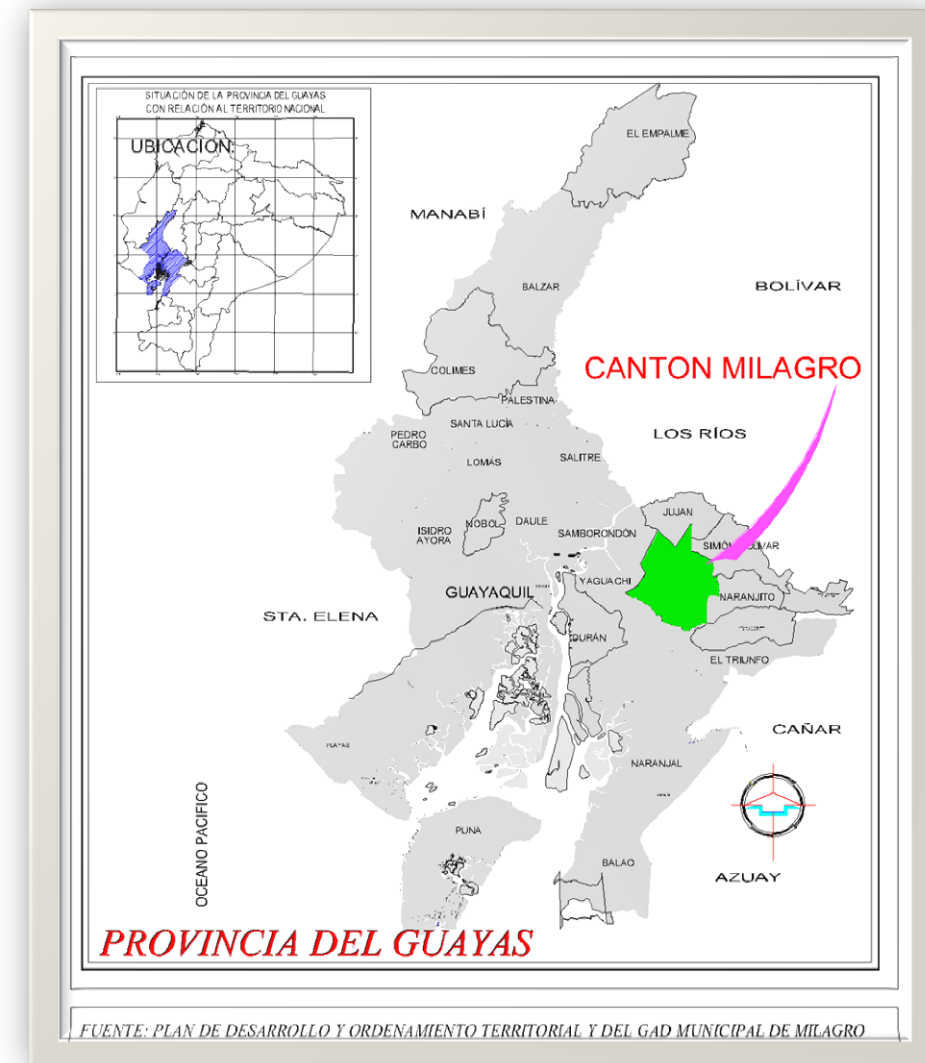 SITUACIÓN DE LA PROVINCIA DEL GUAYAS
CON RELACIÓN AL TERRITORIO NACIONAL
UBICACION:
EL EMPALME
MANABÍ
BALZAR
BOLÍVAR
COLIMES
CANTON MILAGRO
PALESTINA
SANTA LUCÍA
PEDRO
CARBO
LOS RÍOS
LOMAS
SALITRE
JUJAN
NOBOL
DAULE
ISIDRO
AYORA
SAMBORONDÓN
SIMÓN
YAGUACHI
GUAYAQUIL
NARANJITO
STA. ELENA
DURÁN
EL TRIUNFO
CAÑAR
PLAYAS
NARANJAL
OCEANO PACIFICO
PUNA
BALAO
AZUAY
PROVINCIA DEL GUAYAS
FUENTE: PLAN DE DESARROLLO Y ORDENAMIENTO TERRITORIAL Y DEL GAD MUNICIPAL DE MILAGRO